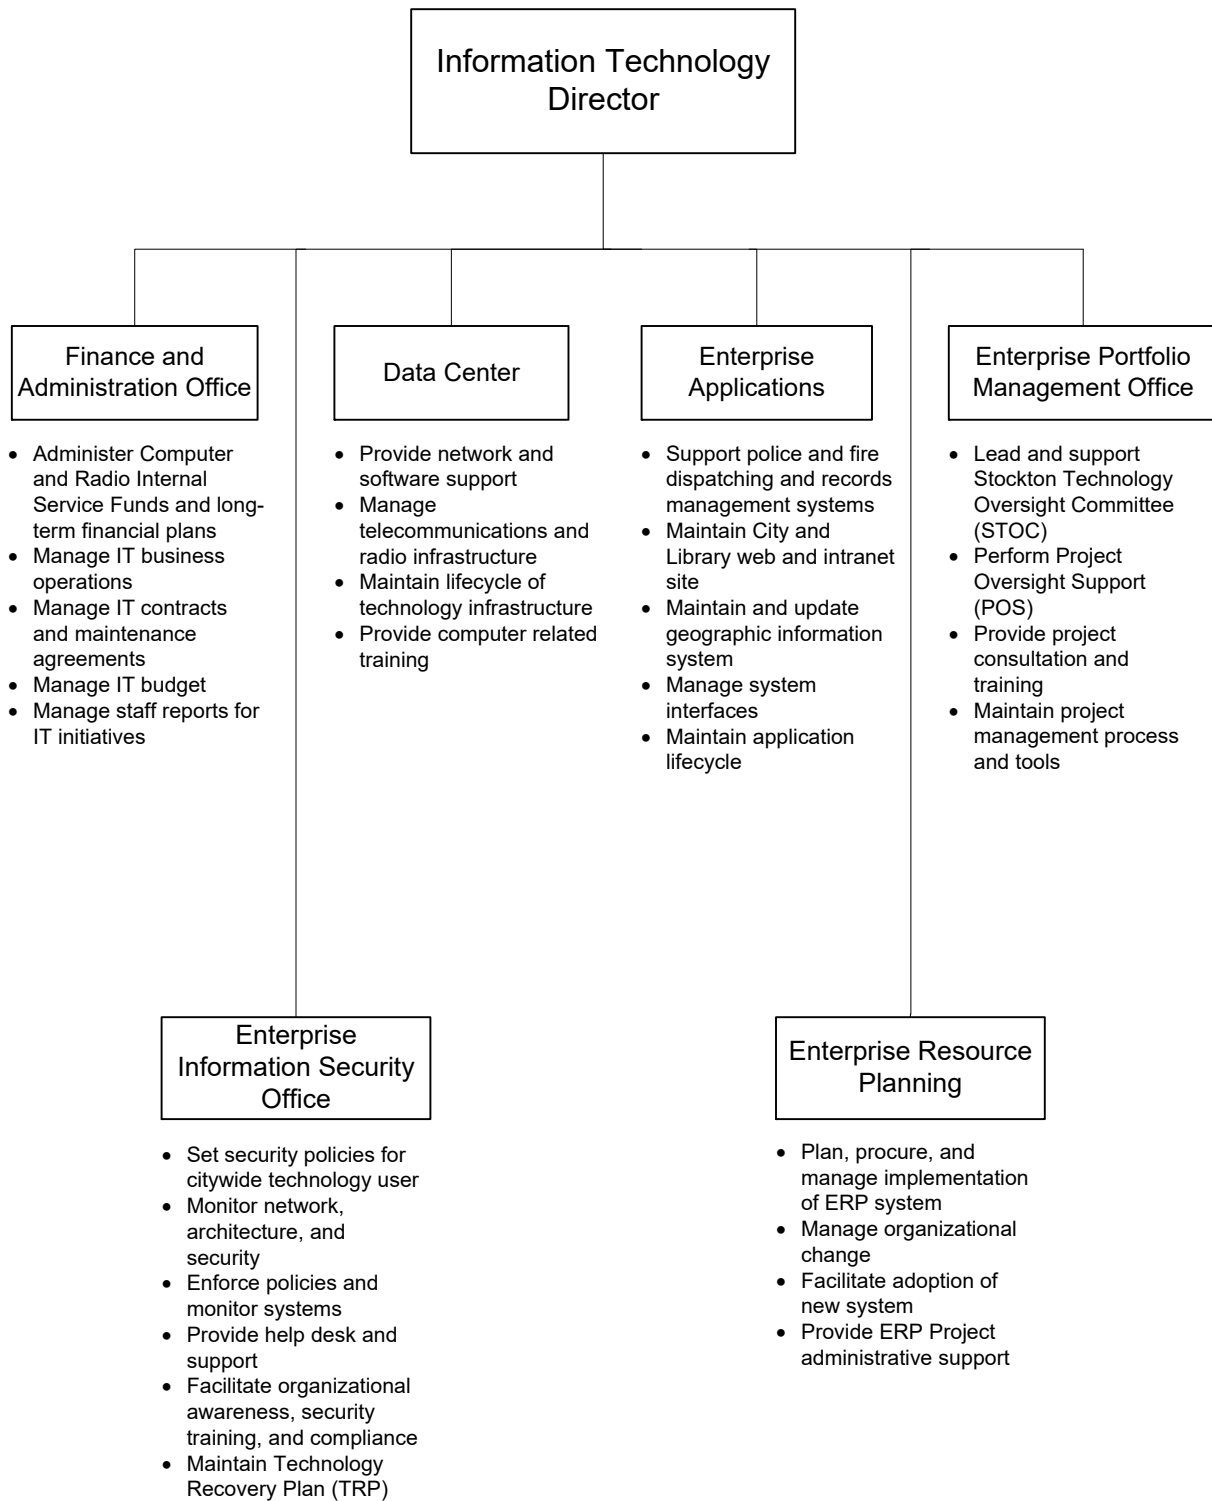 Information Technology
Director
Finance and
Administration Office
• Administer Computer
and Radio Internal
Service Funds and long-
term financial plans
• Manage IT business
operations
• Manage IT contracts
and maintenance
agreements
• Manage IT budget
• Manage staff reports for
IT initiatives
Data Center
• Provide network and
software support
• Manage
telecommunications and
radio infrastructure
• Maintain lifecycle of
technology infrastructure
• Provide computer related
training
Enterprise
Applications
• Support police and fire
dispatching and records
management systems
• Maintain City and
Library web and intranet
site
• Maintain and update
geographic information
system
• Manage system
interfaces
• Maintain application
lifecycle
Enterprise Portfolio
Management Office
• Lead and support
Stockton Technology
Oversight Committee
(STOC)
• Perform Project
Oversight Support
(POS)
• Provide project
consultation and
training
• Maintain project
management process
and tools
Enterprise
Information Security
Office
• Set security policies for
citywide technology user
• Monitor network,
architecture, and
security
• Enforce policies and
monitor systems
• Provide help desk and
support
• Facilitate organizational
awareness, security
training, and compliance
• Maintain Technology
Recovery Plan (TRP)
Enterprise Resource
Planning
• Plan, procure, and
manage implementation
of ERP system
• Manage organizational
change
• Facilitate adoption of
new system
• Provide ERP Project
administrative support